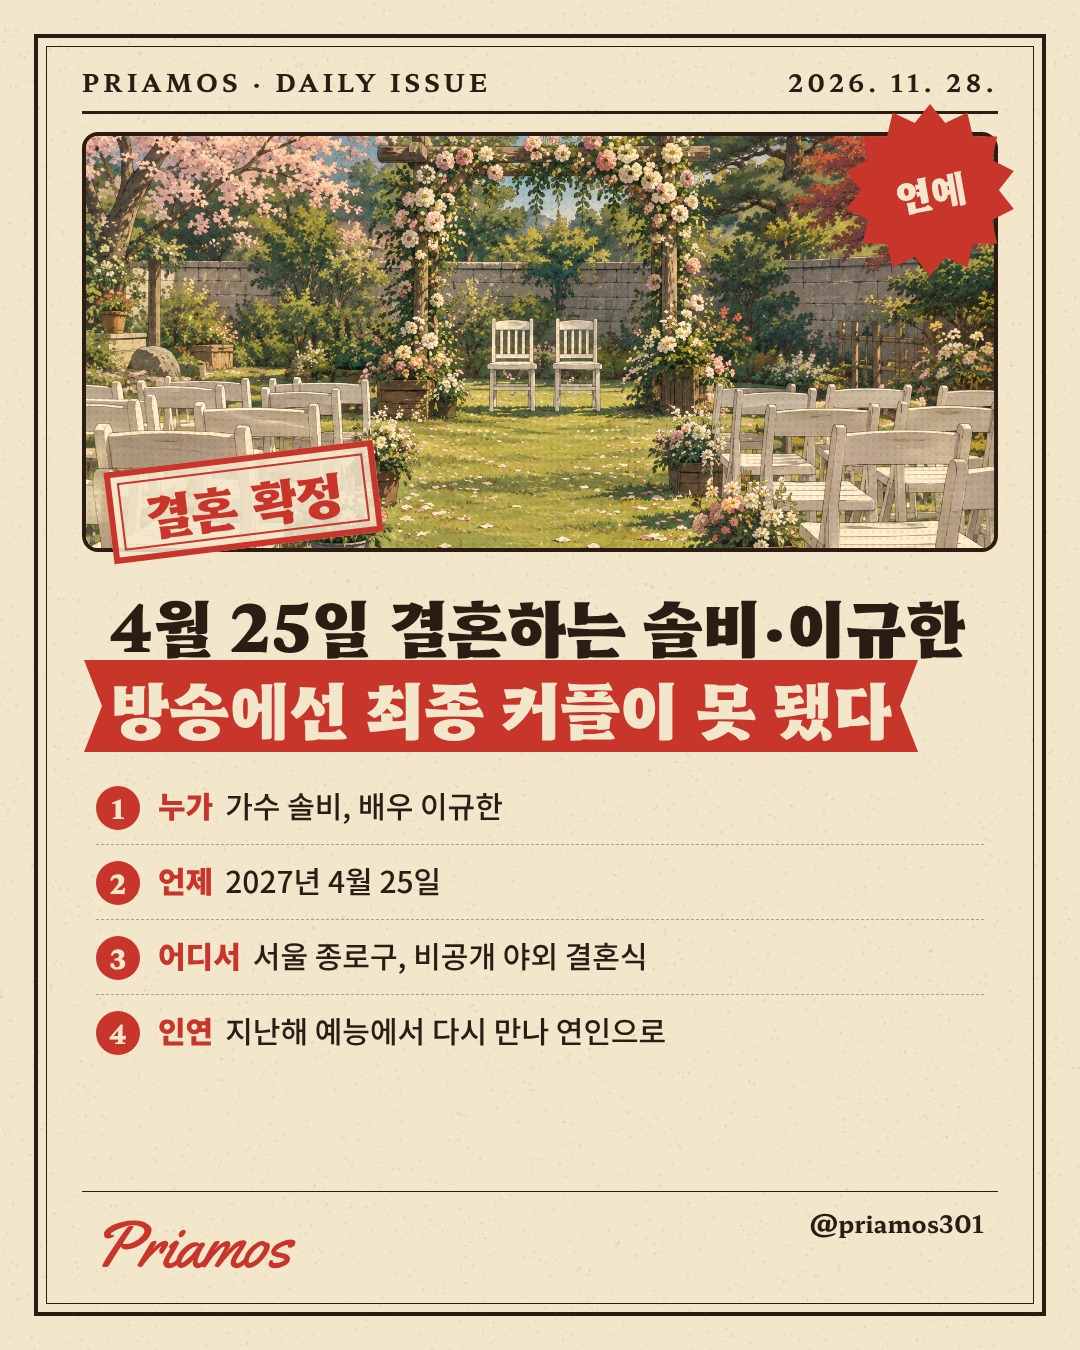 PRIAMOS · DAILY ISSUE
2026. 11. 28.
연예
결혼 확정
4월 25일 결혼하는 솔비·이규한
방송에선 최종 커플이 못 됐다
1 누가 가수 솔비, 배우 이규한
2 언제 2027년 4월 25일
3 어디서 서울 종로구, 비공개 야외 결혼식
4 인연 지난해 예능에서 다시 만나 연인으로
Priamos
@priamos301